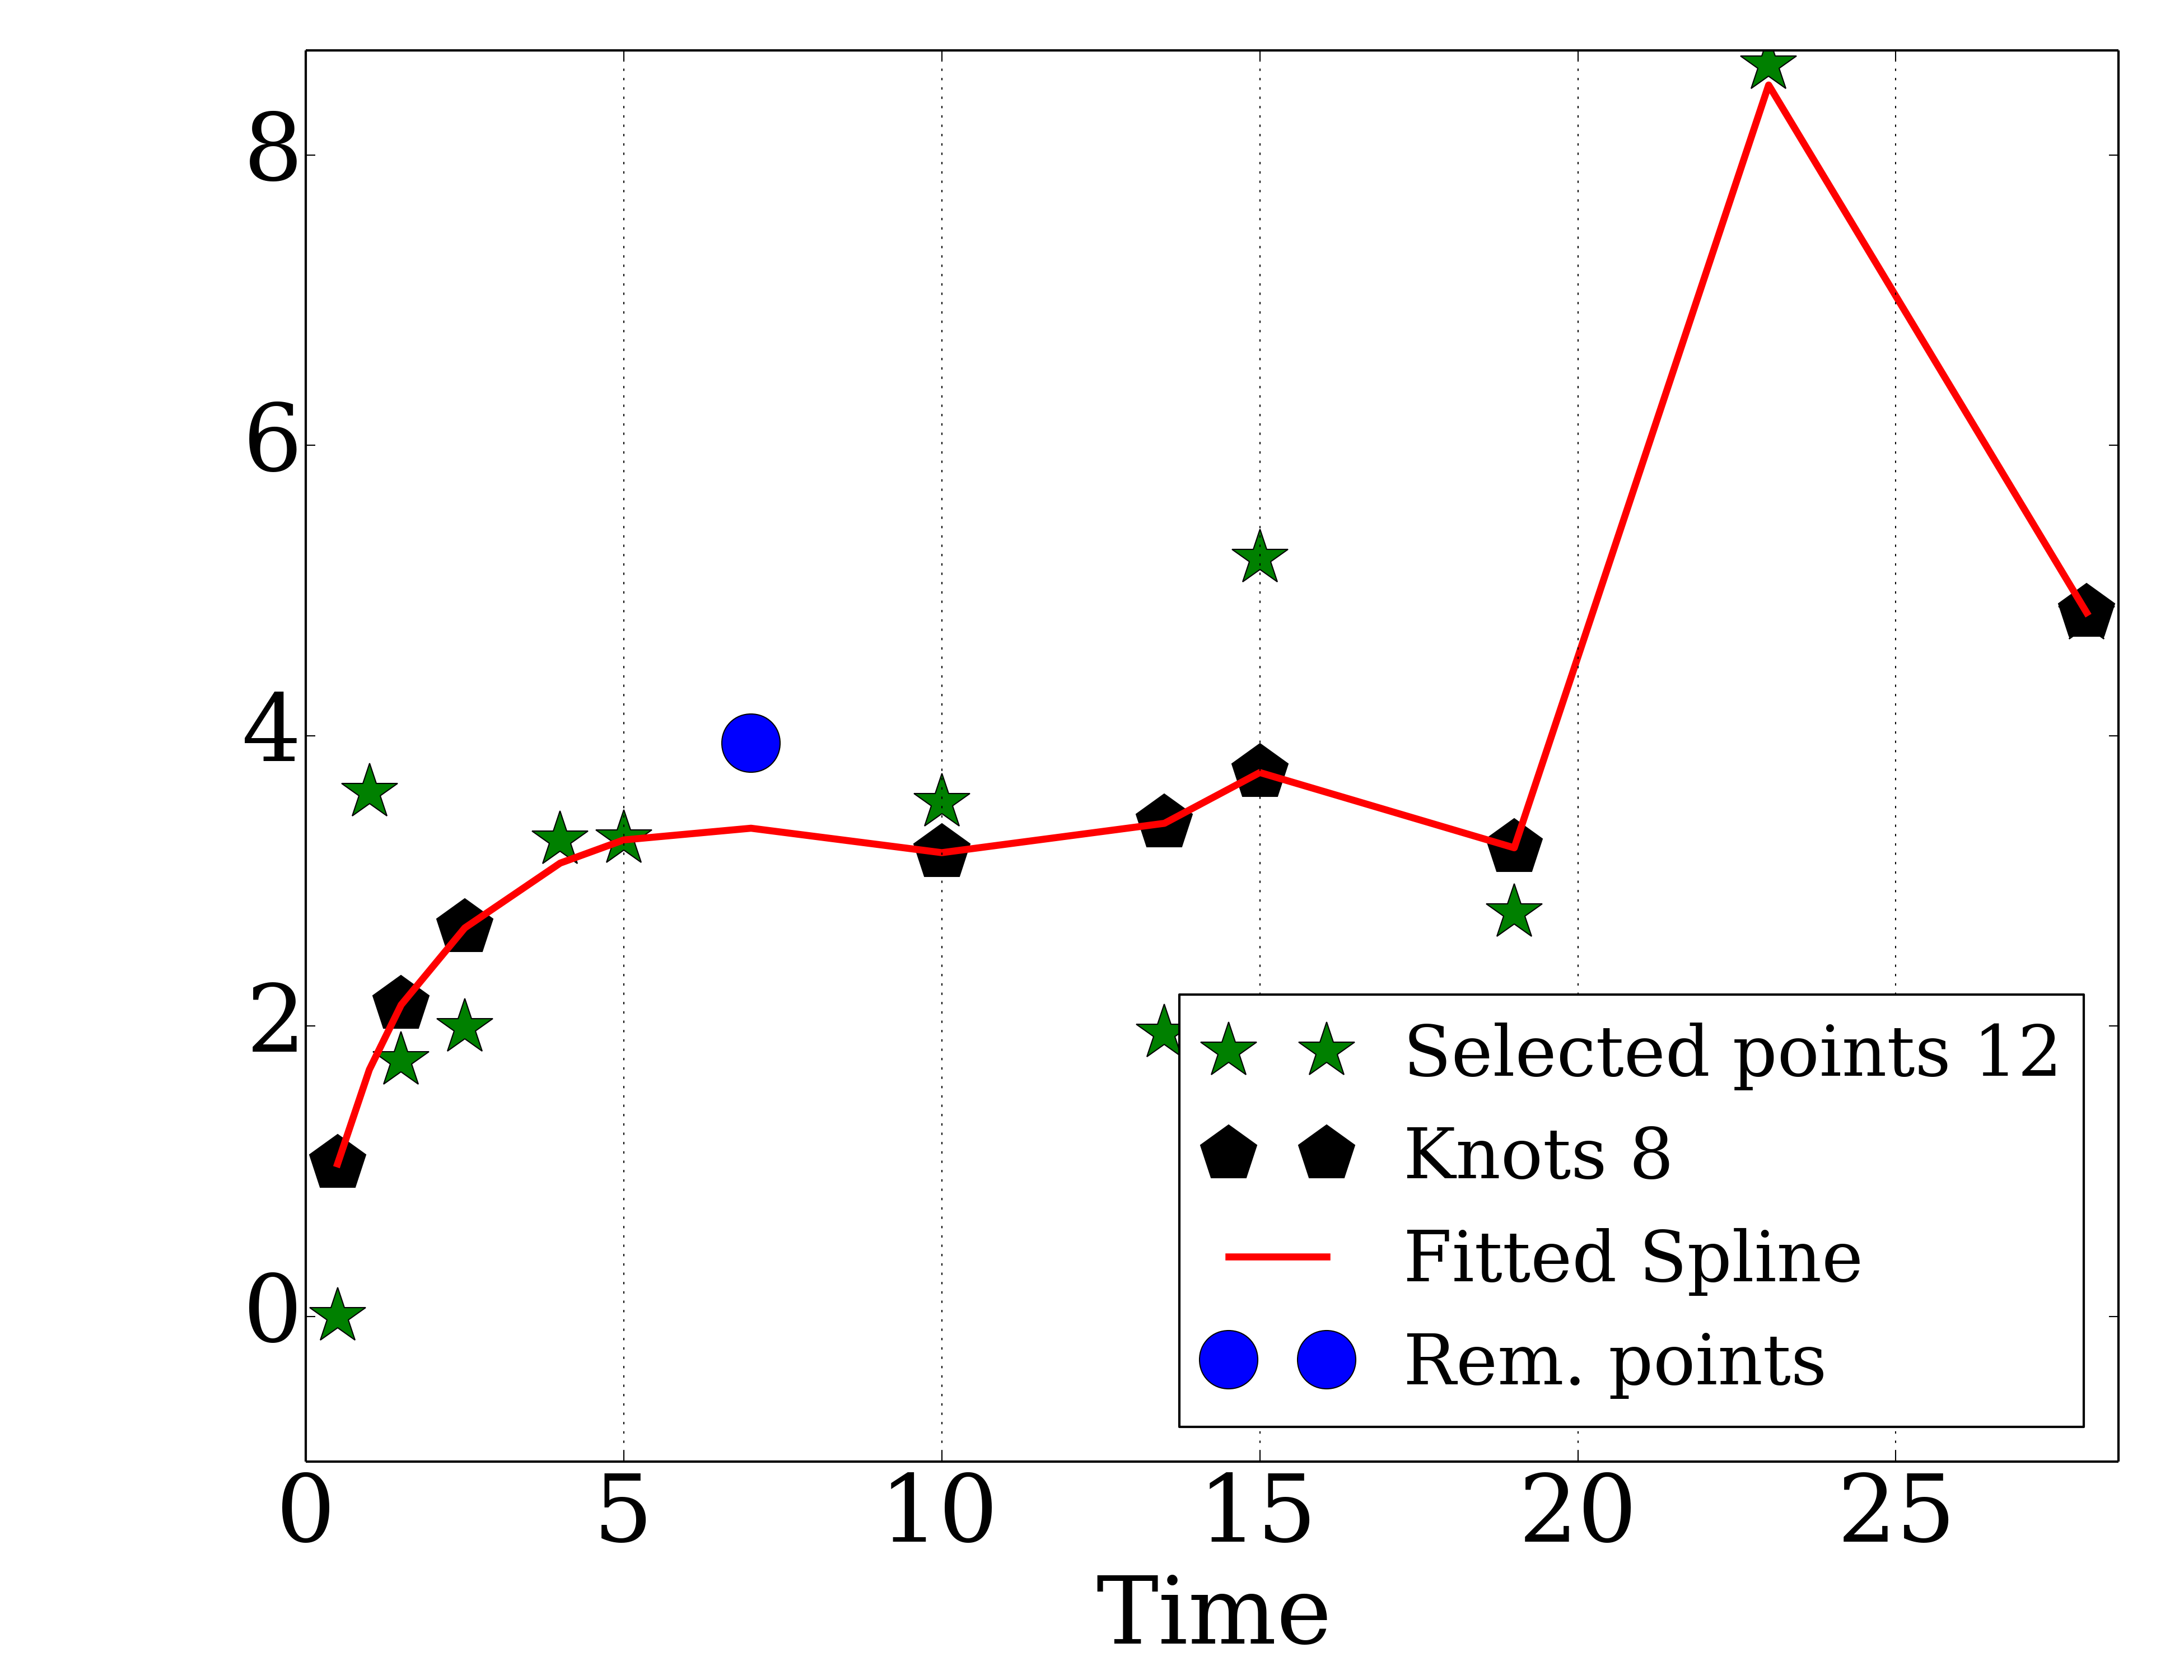 8
6
4
2
0
Selected points 12
Knots 8
Fitted Spline
Rem. points
0 5 10 15 20 25
Time